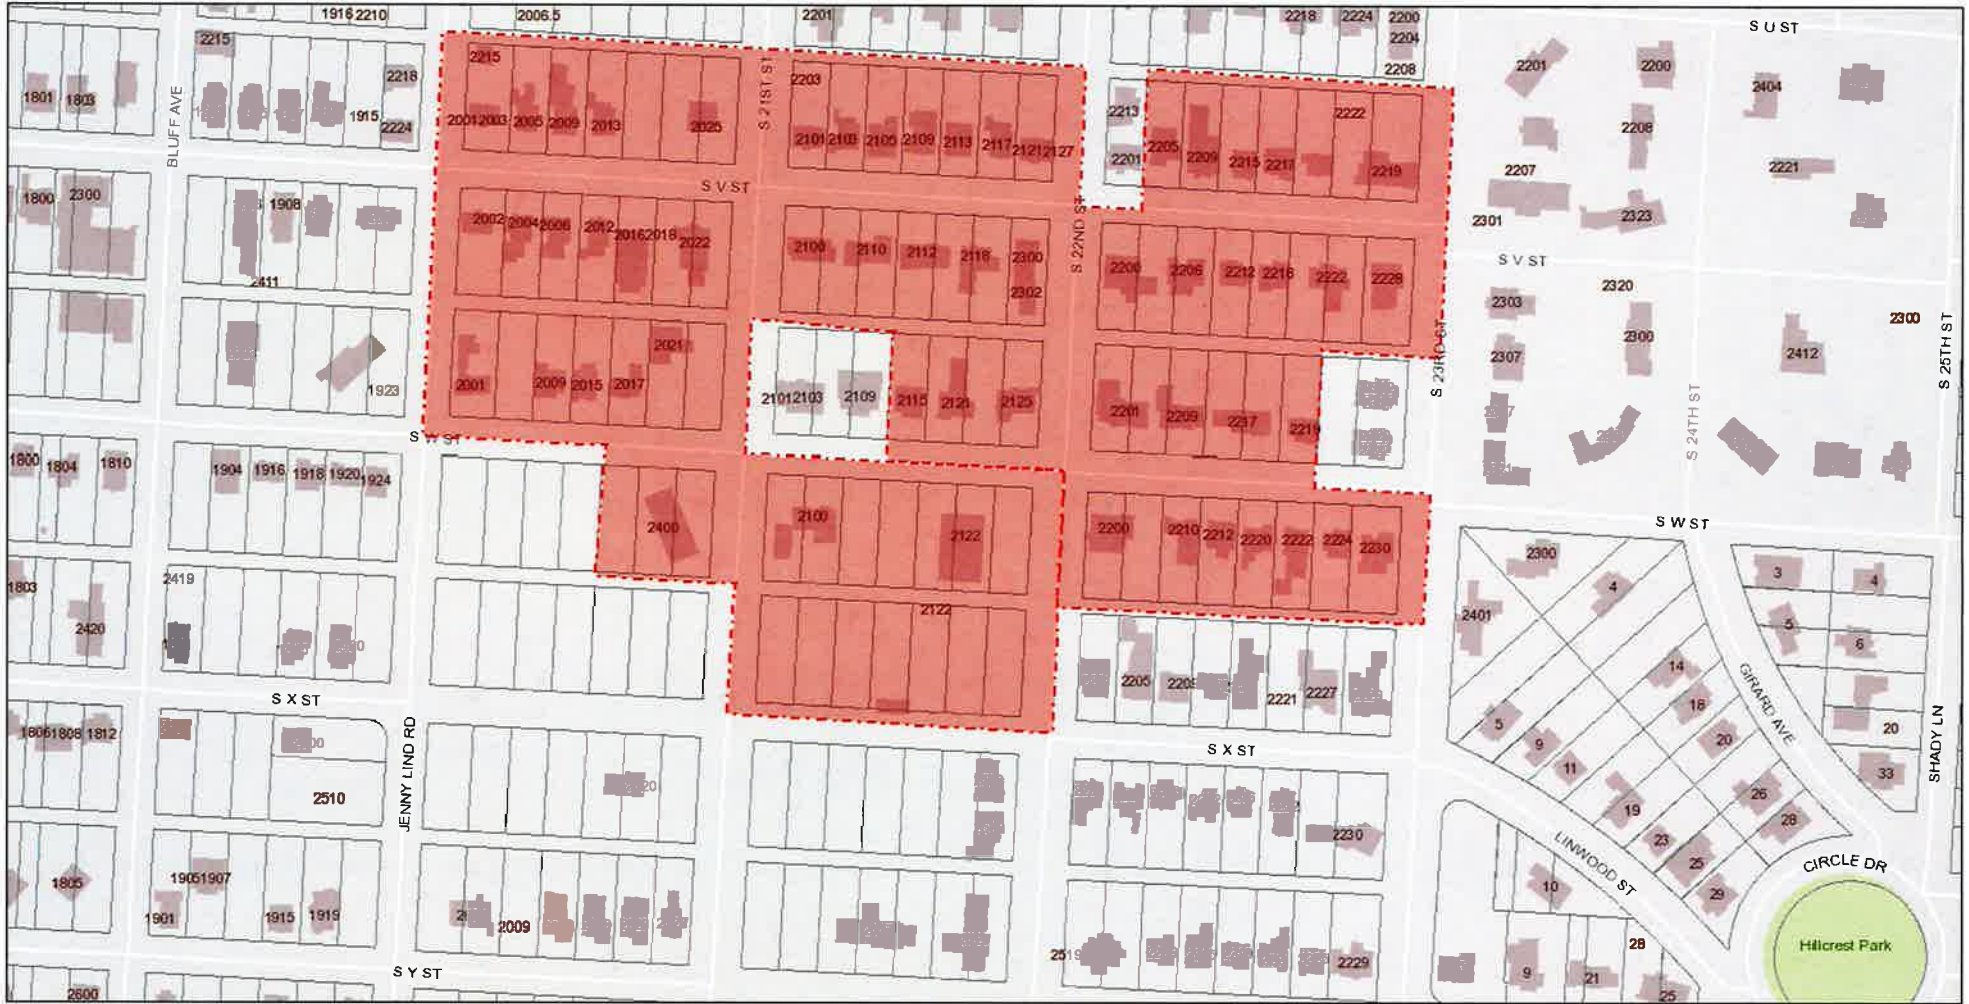 1916 2210
2006.5
2201
2218 2224 2200
2204
2208
S U ST
2215
2218
1801 1803
1915
2224
BLUFF AVE
2215
2001 2003 2005 2009 2013
2025
S 21ST ST
2203
2101 2103 2105 2109 2113 2117 2121 2127
2213
2201
2222
2205 2209 2215 2217
2219
2201
2200
2208
2207
2301
2323
2404
2221
1800 2300
1908
2411
S V ST
2002 2004 2006 2012 2016 2018 2022
2100 2110 2112 2118 2300
2302
S 22ND ST
2200 2206 2212 2218 2222 2228
S V ST
2303
2307
2320
2300
2412
2300
S 25TH ST
1923
2001 2009 2015 2017 2021
2101 2103 2109 2115 2121 2125
2201 2209 2217 2219
S 23RD ST
S 24TH ST
S W ST
1800 1804 1810
1904 1916 1918 1920 1924
2400
2100
2122
2200 2210 2212 2220 2222 2224 2230
S W ST
2300
4
2401
3
4
5
6
2419
1803
2420
2122
2205
2221 2227
14
18
20
5
9
11
19
23
25
29
26
28
GIRARD AVE
20
33
SHADY LN
S X ST
S X ST
1806 1808 1812
2510
JENNY LIND RD
2230
LINWOOD ST
CIRCLE DR
1805
1905 1907
1901
1915 1919
2009
2229
10
28
9
21
25
Hillcrest Park
S Y ST
2600